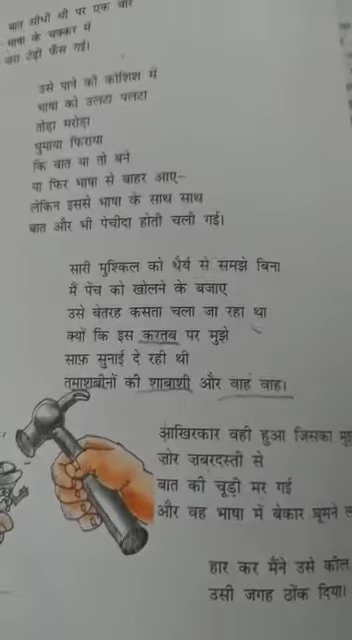 बात सीधी थी पर एक बार
भाषा के चक्कर में
ज़रा टेढ़ी फँस गई।
उसे पाने की कोशिश में
भाषा को उलटा पलटा
तोड़ा मरोड़ा
घुमाया फिराया
कि बात या तो बने
या फिर भाषा से बाहर आए–
लेकिन इससे भाषा के साथ साथ
बात और भी पेचीदा होती चली गई।
सारी मुश्किल को धैर्य से समझे बिना
मैं पेंच को खोलने के बजाए
उसे बेतरह कसता चला जा रहा था
क्यों कि इस करतब पर मुझे
साफ़ सुनाई दे रही थी
तमाशबीनों की शाबाशी और वाह वाह।
आखिरकार वही हुआ जिसका मुझे
ज़ोर ज़बरदस्ती से
बात की चूड़ी मर गई
और वह भाषा में बेकार घूमने
हार कर मैंने उसे कील
उसी जगह ठोंक दिया।